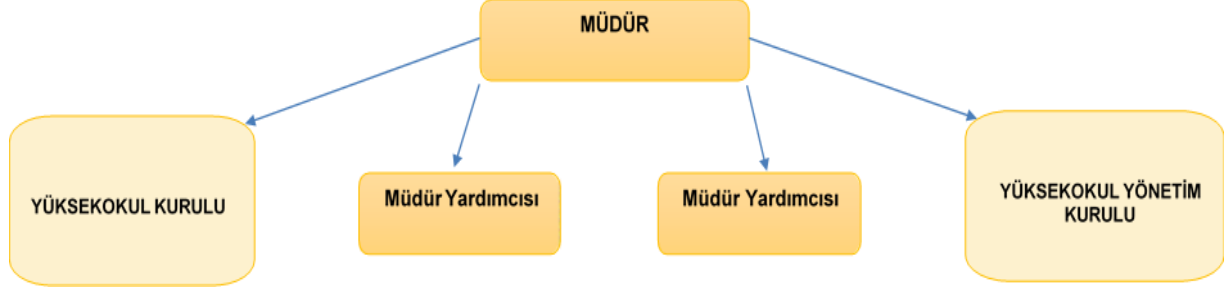 MÜDÜR
YÜKSEKOKUL KURULU
Müdür Yardımcısı
Müdür Yardımcısı
YÜKSEKOKUL YÖNETİM
KURULU